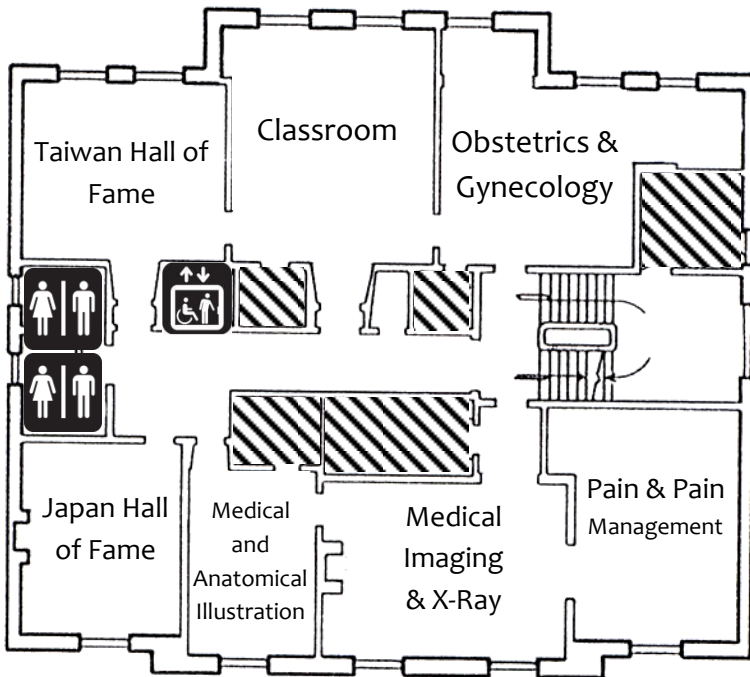 Classroom
Obstetrics &
Gynecology
Taiwan Hall of
Fame
Japan Hall
of Fame
Medical
and
Anatomical
Illustration
Medical
Imaging
& X-Ray
Pain & Pain
Management